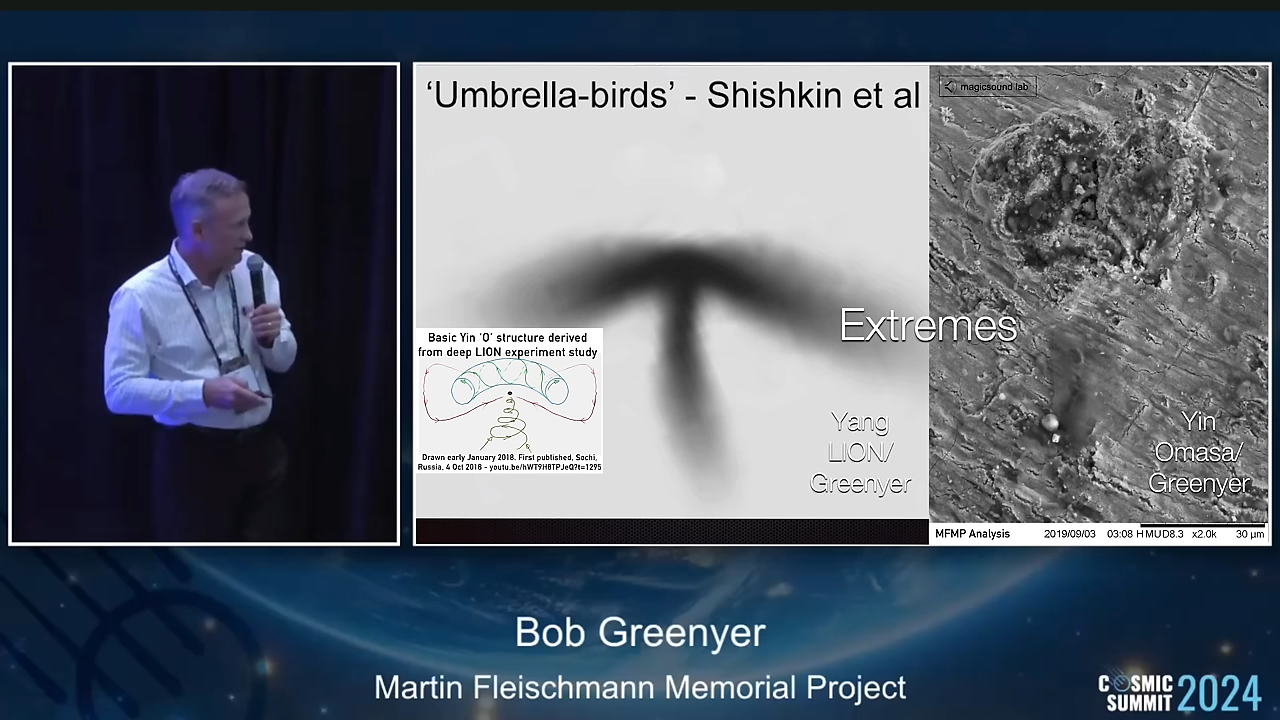 'Umbrella-birds' - Shishkin et al
magicsound lab
Extremes
Basic Yin 'O' structure derived
from deep LION experiment study
Drawn early January 2018. First published, Sochi,
Russia, 4 Oct 2018 - youtu.be/hWT9H8TPJeQ?t=1295
Yang
LION/
Greenyer
Yin
Omasa/
Greenyer
MFMP Analysis 2019/09/03 03:08 HMUD8.3 x2.0k 30 µm
Bob Greenyer
Martin Fleischmann Memorial Project
COSMIC
SUMMIT 2024